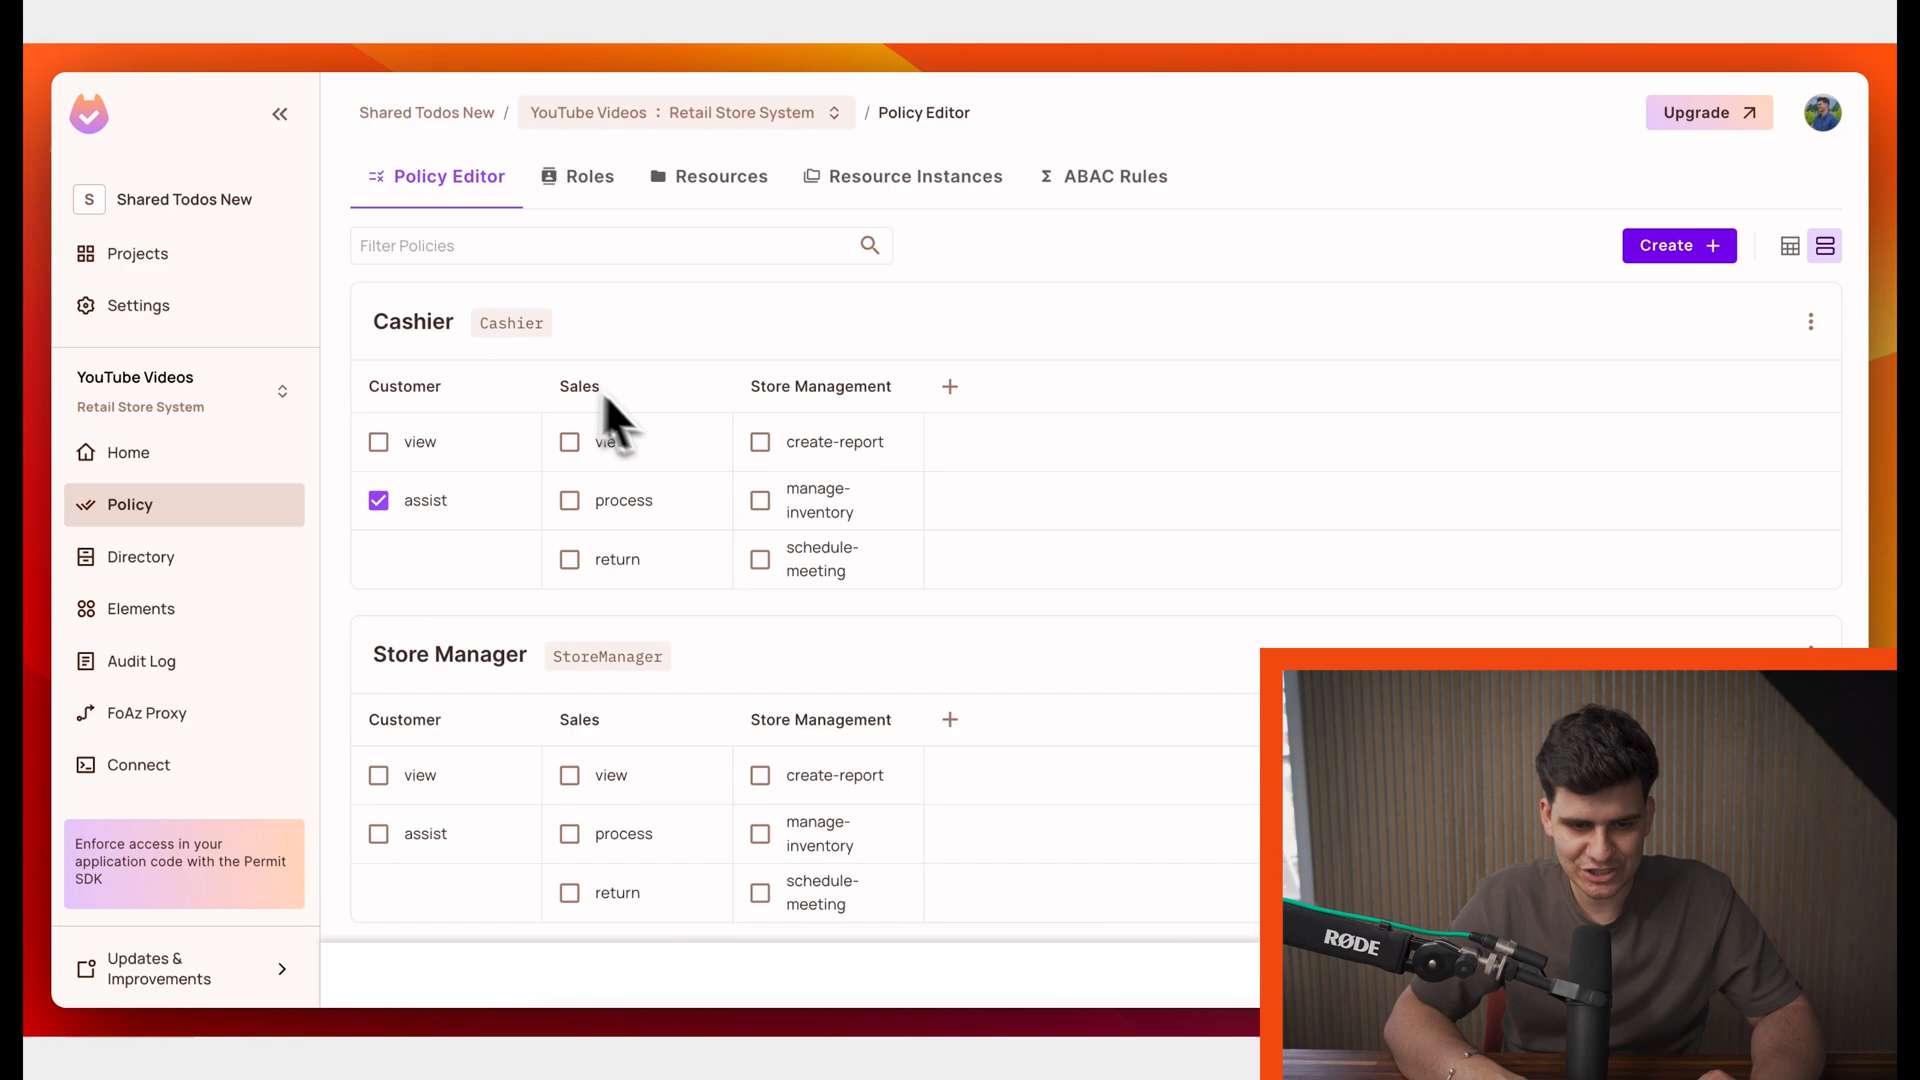 Shared Todos New / YouTube Videos : Retail Store System / Policy Editor
Upgrade
S Shared Todos New
Projects
Settings
YouTube Videos
Retail Store System
Home
Policy
Directory
Elements
Audit Log
FoAz Proxy
Connect
Enforce access in your
application code with the Permit
SDK
Updates &
Improvements
Policy Editor Roles Resources Resource Instances ABAC Rules
Filter Policies
Create +
Cashier Cashier
Customer Sales Store Management +
view create-report
assist process manage-
inventory
return schedule-
meeting
Store Manager StoreManager
Customer Sales Store Management +
view view create-report
assist process manage-
inventory
return schedule-
meeting
RØDE